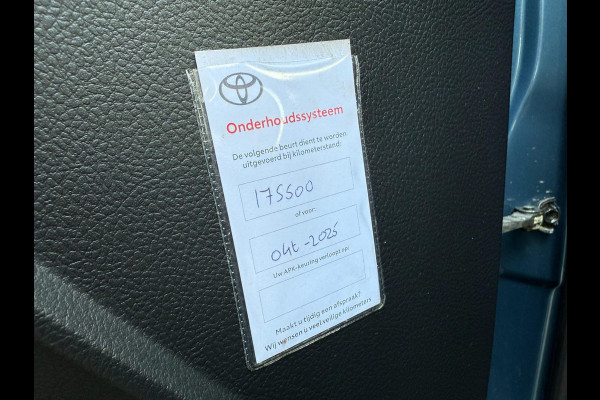 Onderhoudssysteem
De volgende beurt dient te worden
uitgevoerd bij kilometerstand:
175500
of voor:
okt-2025
Uw APK-keuring verloopt op:
Maakt u tijdig een afspraak?
Wij wensen u veel veilige kilometers